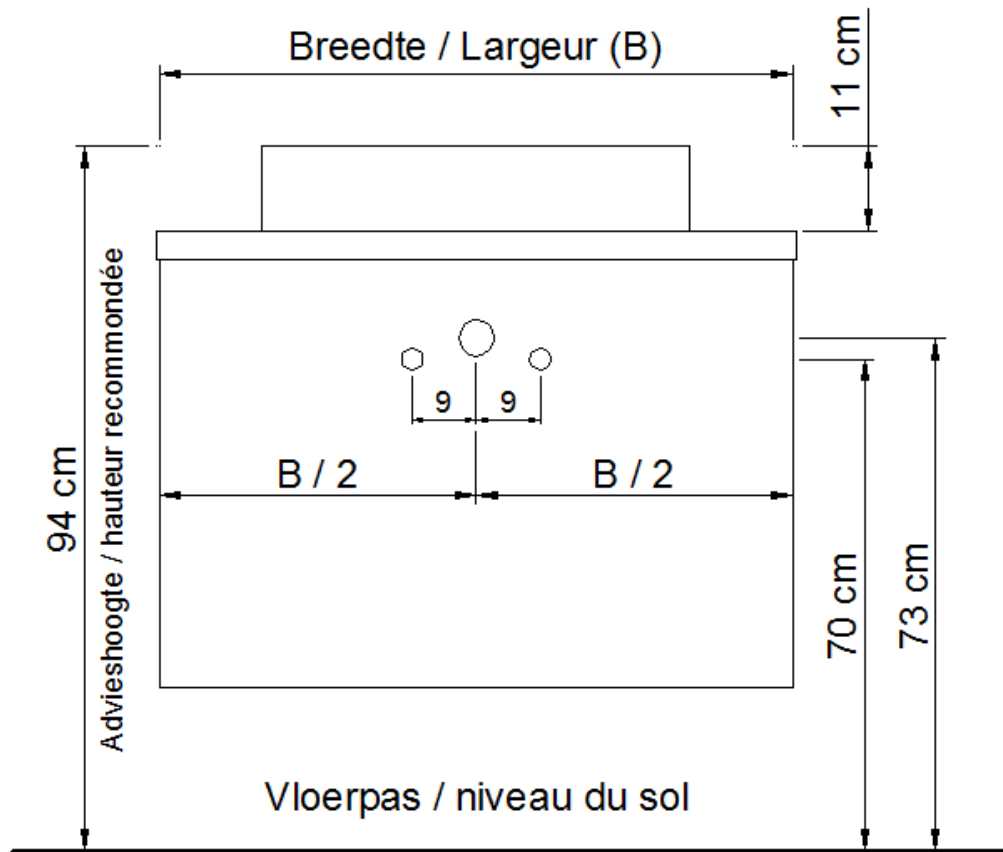 Breedte / Largeur (B)
11 cm
94 cm
Advieshoogte / hauteur recommondée
9
9
B / 2
B / 2
70 cm
73 cm
Vloerpas / niveau du sol